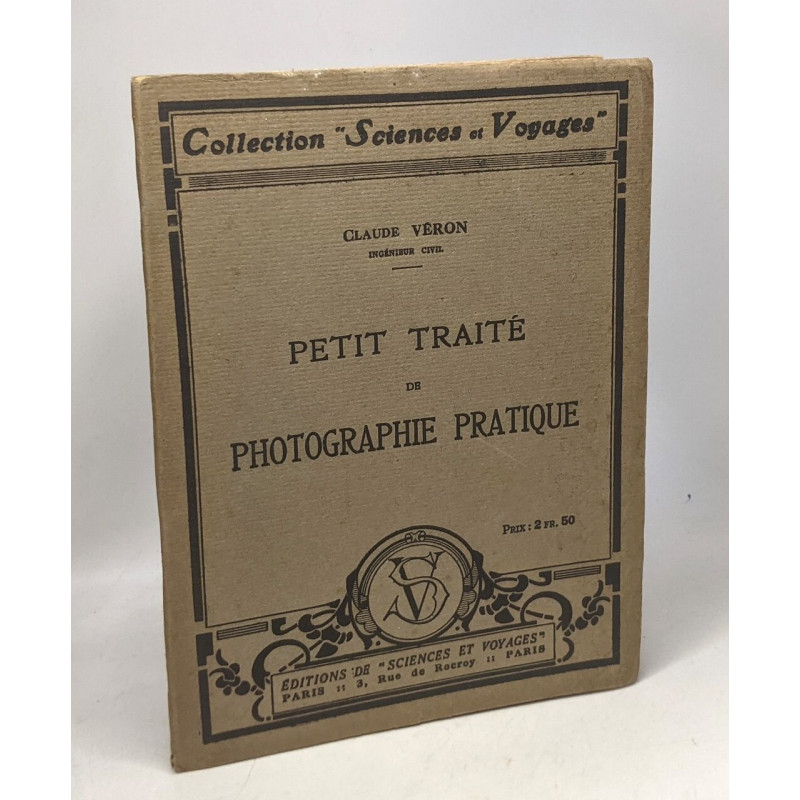 Collection "Sciences et Voyages"
CLAUDE VÉRON
INGÉNIEUR CIVIL
PETIT TRAITÉ
DE
PHOTOGRAPHIE PRATIQUE
PRIX : 2 FR. 50
SV
ÉDITIONS DE "SCIENCES ET VOYAGES"
PARIS :: 3, Rue de Rocroy :: PARIS